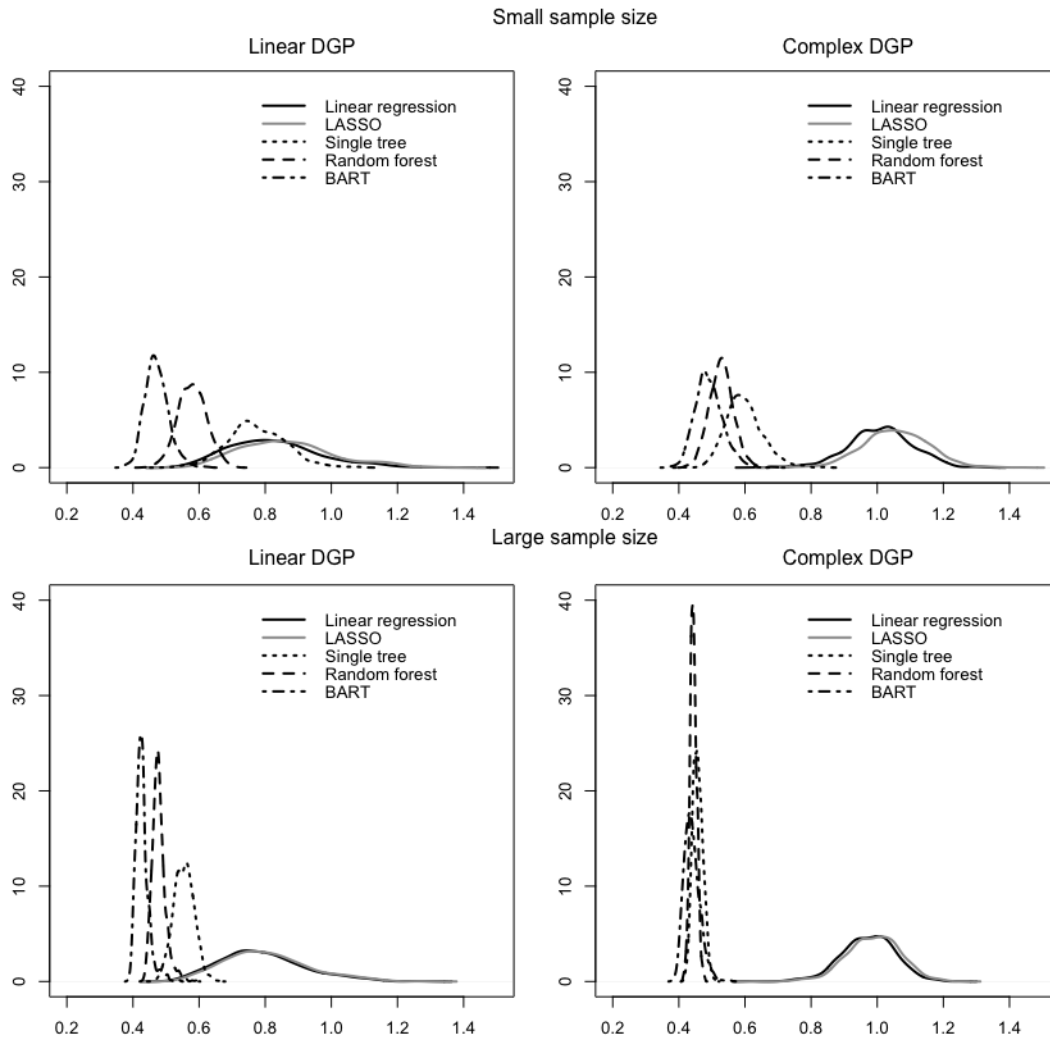 Small sample size
Linear DGP
40
30
20
10
0
Linear regression
LASSO
Single tree
Random forest
BART
0.2 0.4 0.6 0.8 1.0 1.2 1.4
Complex DGP
40
30
20
10
0
Linear regression
LASSO
Single tree
Random forest
BART
0.2 0.4 0.6 0.8 1.0 1.2 1.4
Large sample size
Linear DGP
40
30
20
10
0
Linear regression
LASSO
Single tree
Random forest
BART
0.2 0.4 0.6 0.8 1.0 1.2 1.4
Complex DGP
40
30
20
10
0
Linear regression
LASSO
Single tree
Random forest
BART
0.2 0.4 0.6 0.8 1.0 1.2 1.4